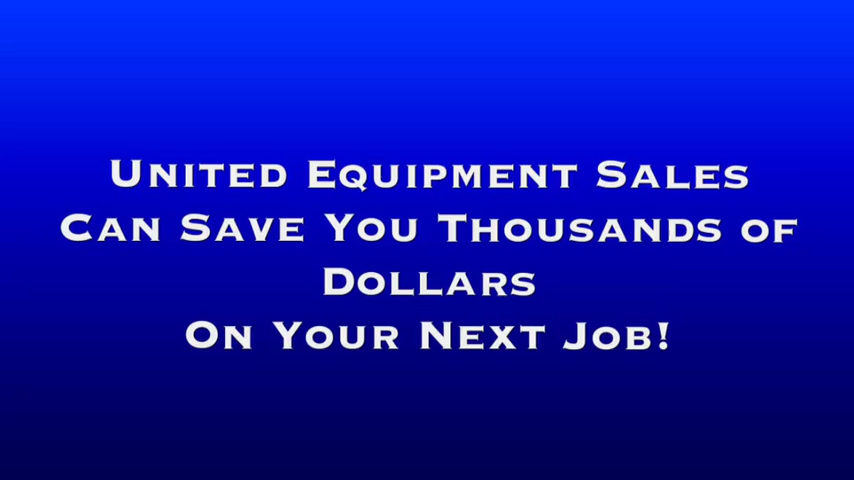 United Equipment Sales
Can Save You Thousands of
Dollars
On Your Next Job!